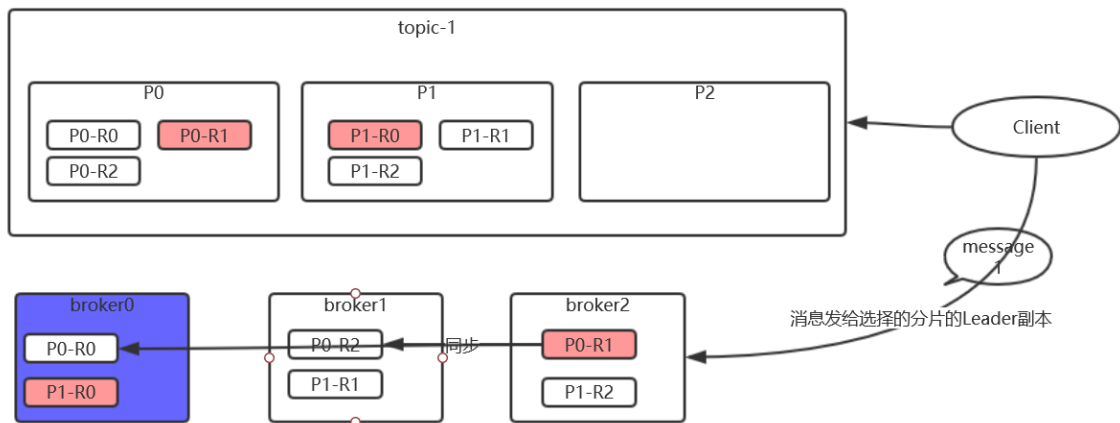 topic-1
P0
P1
P2
P0-R0
P0-R1
P0-R2
P1-R0
P1-R1
P1-R2
Client
message
1
消息发给选择的分片的Leader副本
broker0
P0-R0
P1-R0
broker1
P0-R2
P1-R1
同步
broker2
P0-R1
P1-R2